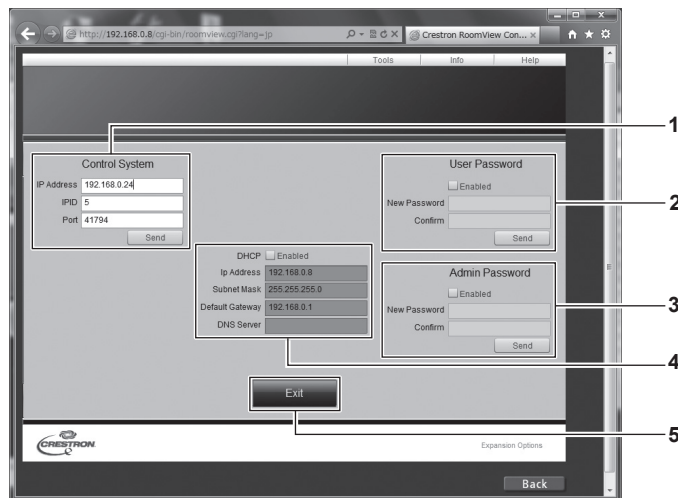 http://192.168.0.8/cgi-bin/roomview.cgi?lang=jp
Crestron RoomView Con... ×
Tools Info Help
1
Control System
IP Address 192.168.0.24
IPID 5
Port 41794
Send
User Password
Enabled
New Password
Confirm
Send
2
DHCP Enabled
Ip Address 192.168.0.8
Subnet Mask 255.255.255.0
Default Gateway 192.168.0.1
DNS Server
Admin Password
Enabled
New Password
Confirm
Send
3
4
Exit
5
CRESTRON
Expansion Options
Back